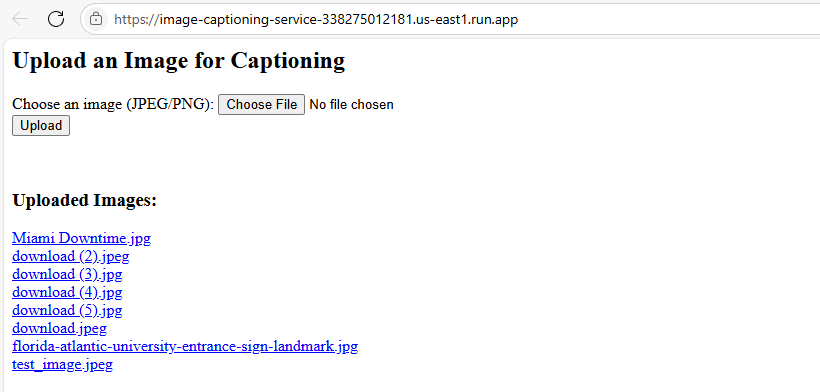 https://image-captioning-service-338275012181.us-east1.run.app
Upload an Image for Captioning
Choose an image (JPEG/PNG): Choose File No file chosen
Upload
Uploaded Images:
Miami Downtime.jpg
download (2).jpeg
download (3).jpg
download (4).jpg
download (5).jpg
download.jpeg
florida-atlantic-university-entrance-sign-landmark.jpg
test_image.jpeg